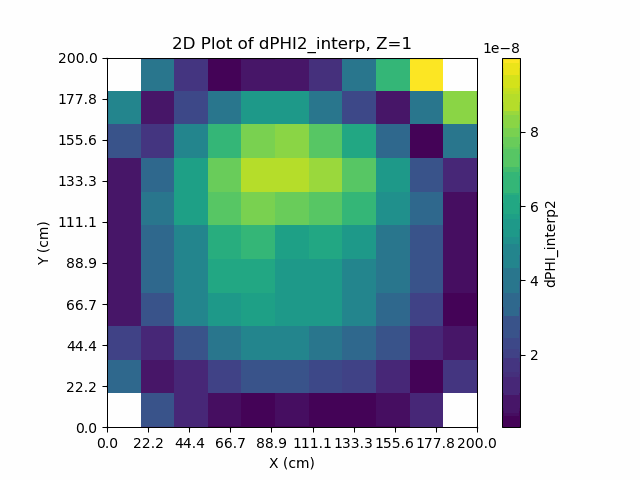 2D Plot of dPHI2_interp, Z=1
1e−8
200.0
177.8
155.6
133.3
111.1
88.9
66.7
44.4
22.2
0.0
Y (cm)
0.0 22.2 44.4 66.7 88.9 111.1 133.3 155.6 177.8 200.0
X (cm)
8
6
4
2
dPHI_interp2